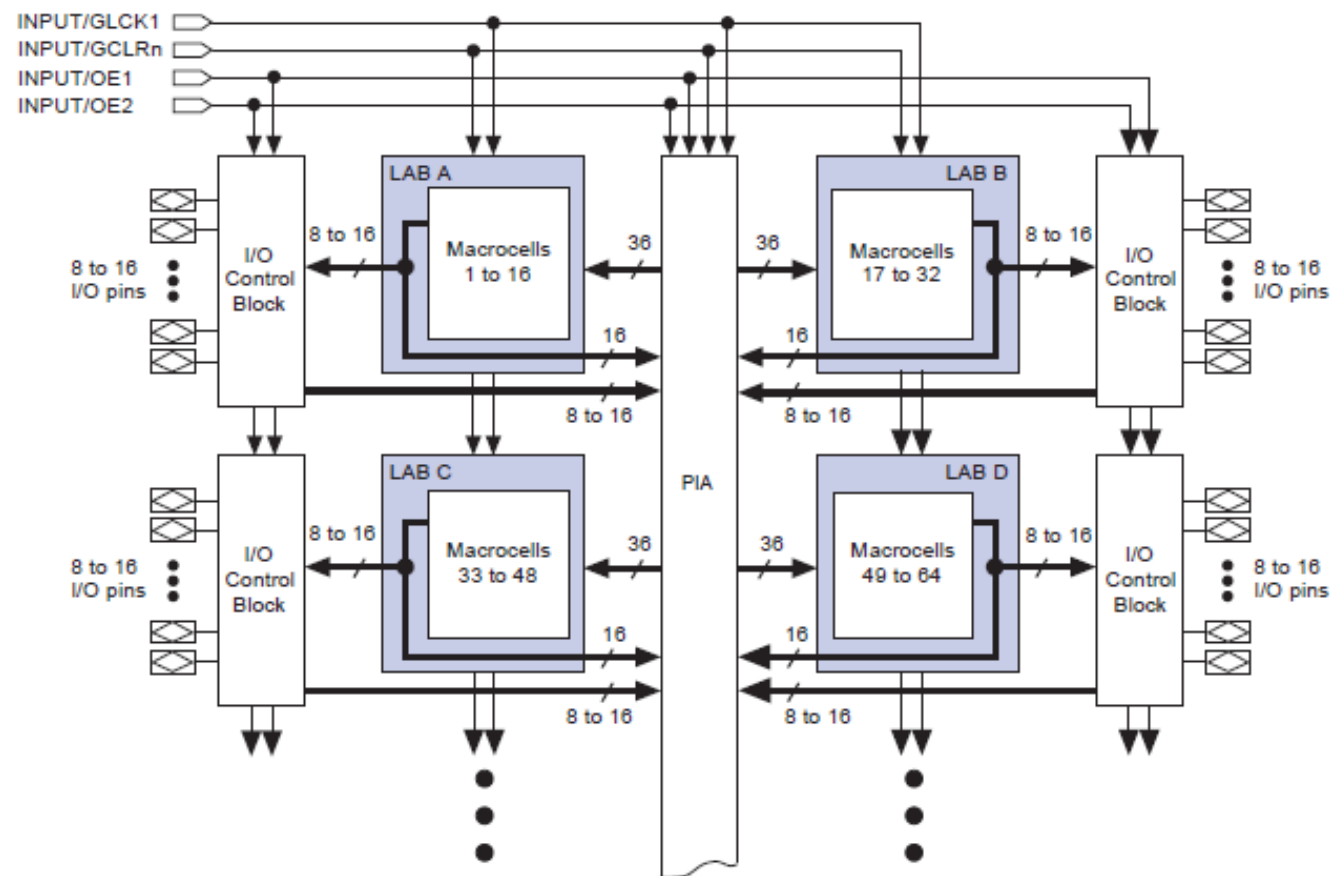 INPUT/GLCK1
INPUT/GCLRn
INPUT/OE1
INPUT/OE2
LAB A
LAB B
8 to 16
I/O pins
I/O
Control
Block
8 to 16
Macrocells
1 to 16
36
36
Macrocells
17 to 32
8 to 16
I/O
Control
Block
8 to 16
I/O pins
16
16
8 to 16
8 to 16
PIA
LAB C
LAB D
8 to 16
I/O pins
I/O
Control
Block
8 to 16
Macrocells
33 to 48
36
36
Macrocells
49 to 64
8 to 16
I/O
Control
Block
8 to 16
I/O pins
16
16
8 to 16
8 to 16